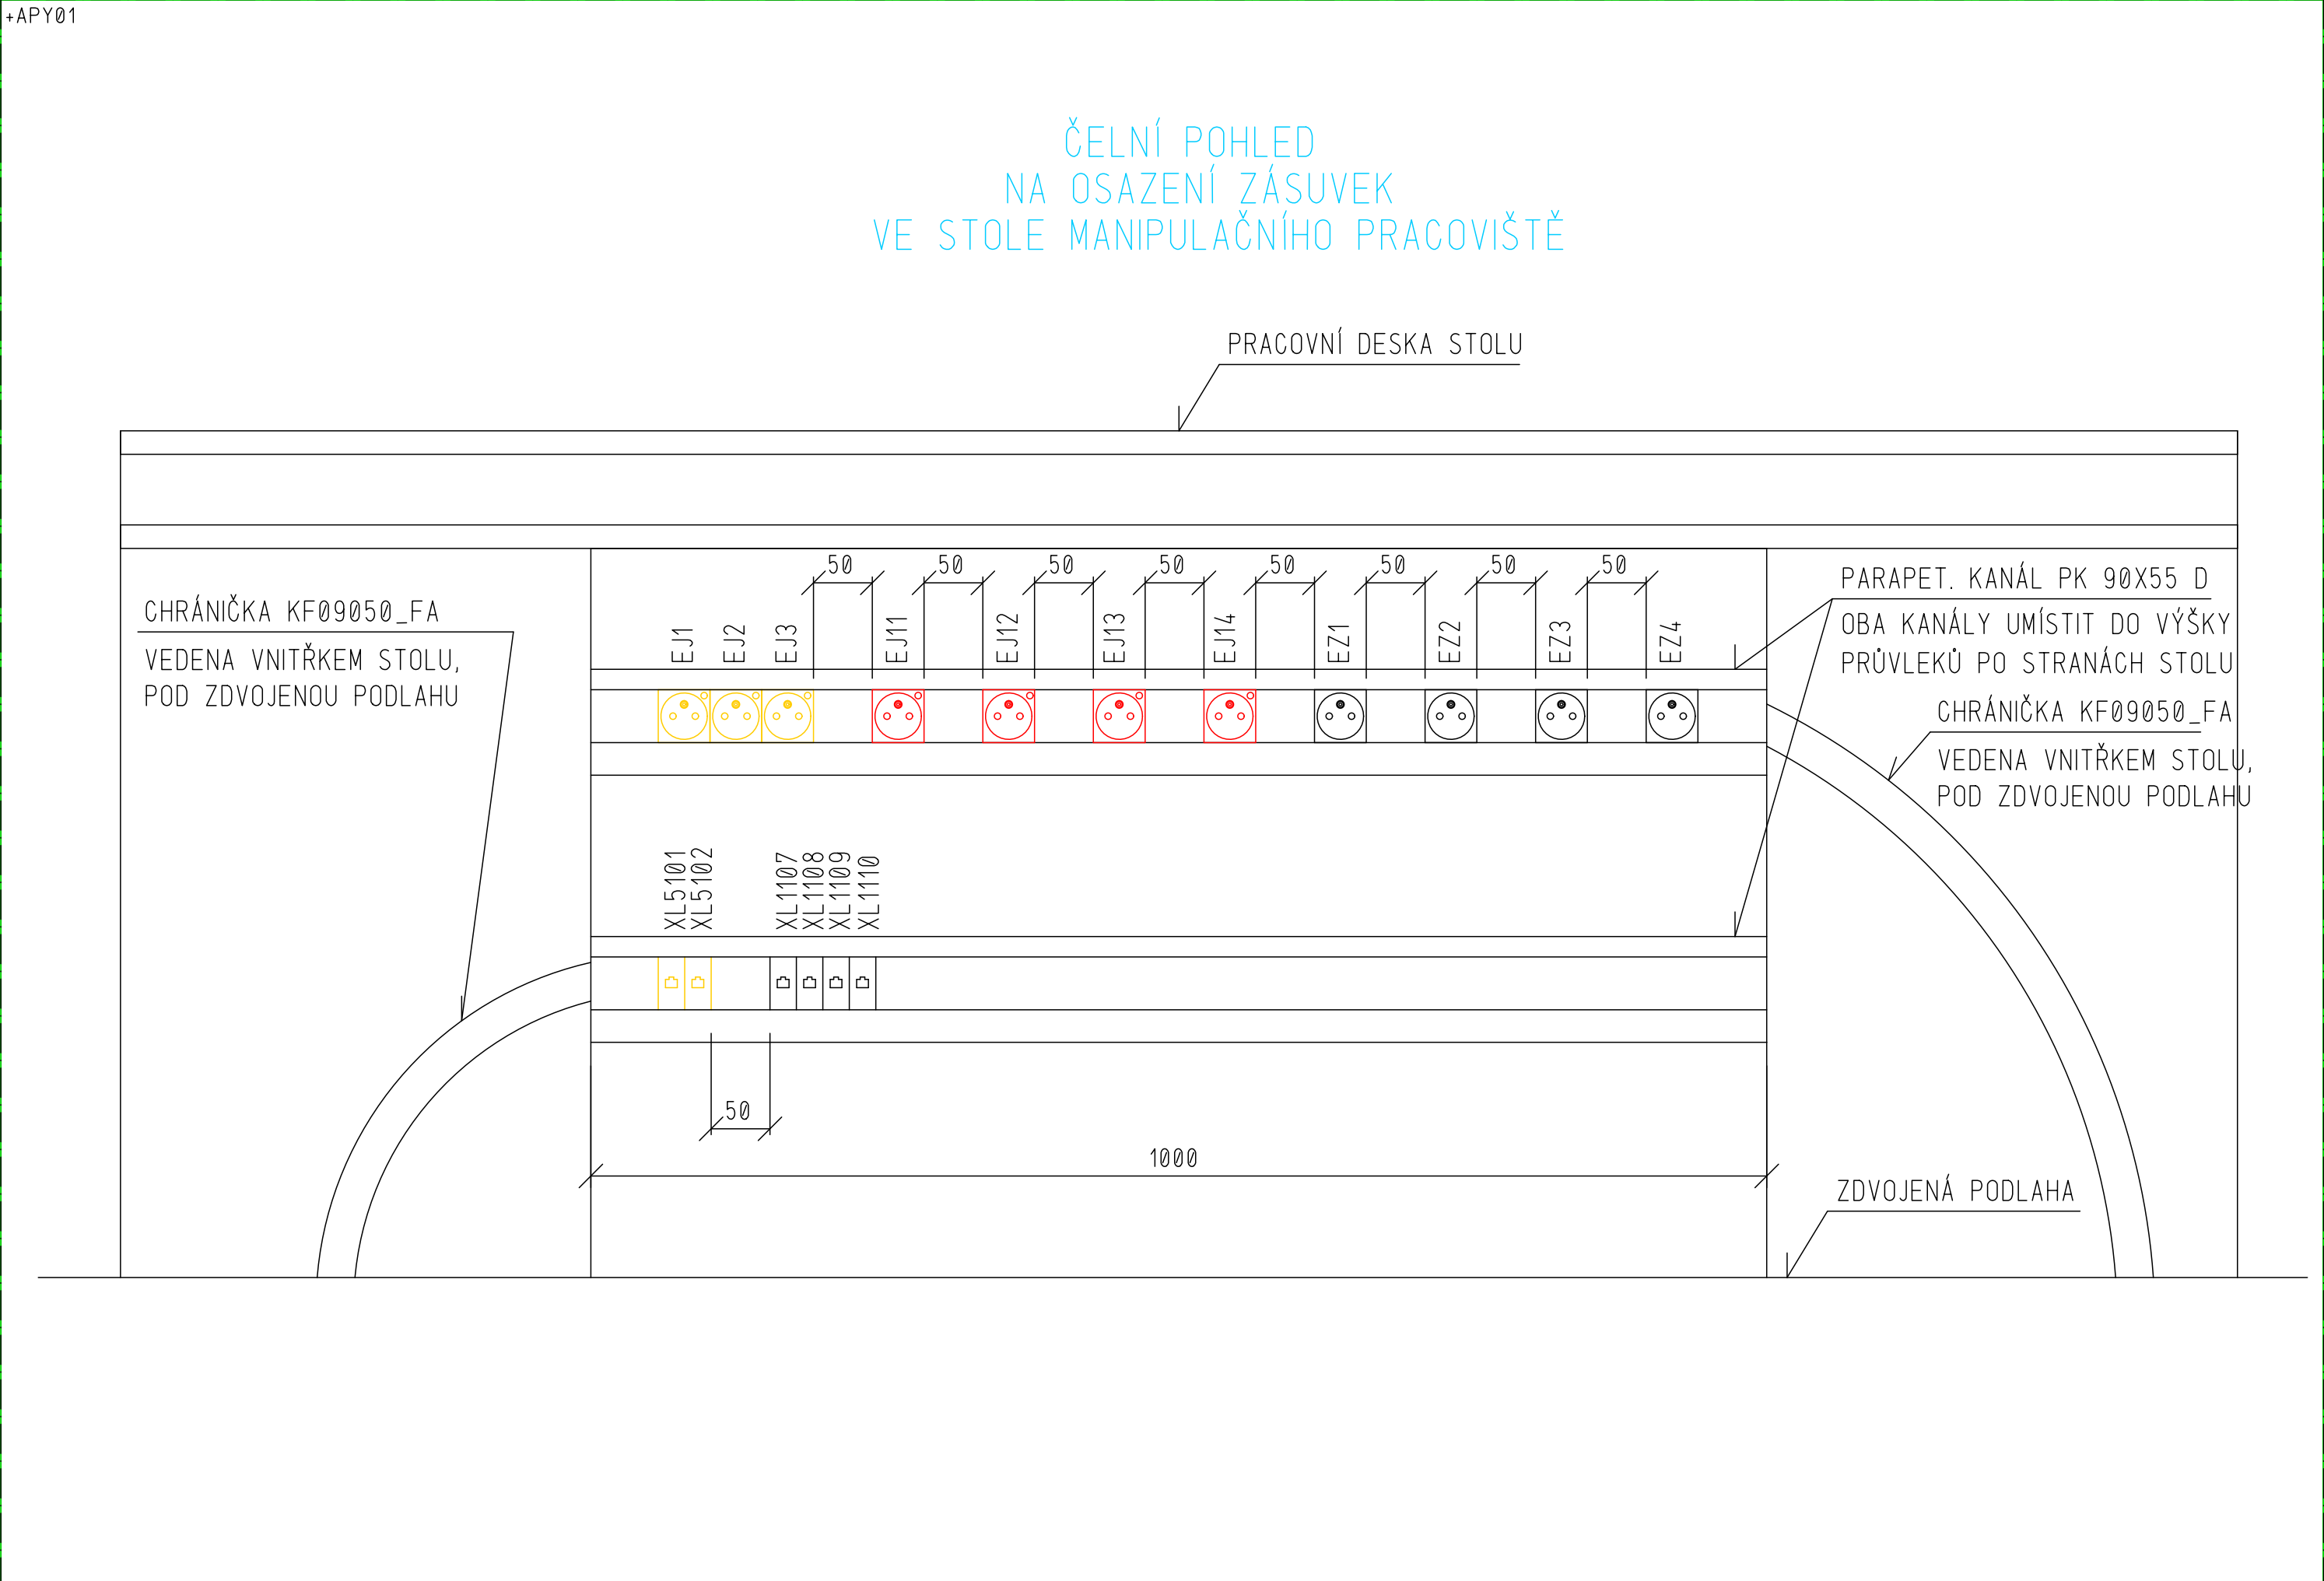 +APY01
ČELNÍ POHLED
NA OSAZENÍ ZÁSUVEK
VE STOLE MANIPULAČNÍHO PRACOVIŠTĚ
PRACOVNÍ DESKA STOLU
50 50 50 50 50 50 50 50
CHRÁNIČKA KF09050_FA
VEDENA VNITŘKEM STOLU,
POD ZDVOJENOU PODLAHU
EJ1 EJ2 EJ3 EJ11 EJ12 EJ13 EJ14 EZ1 EZ2 EZ3 EZ4
PARAPET. KANÁL PK 90X55 D
OBA KANÁLY UMÍSTIT DO VÝŠKY
PRŮVLEKŮ PO STRANÁCH STOLU
CHRÁNIČKA KF09050_FA
VEDENA VNITŘKEM STOLU,
POD ZDVOJENOU PODLAHU
XL5101
XL5102
XL1107
XL1108
XL1109
XL1110
50
1000
ZDVOJENÁ PODLAHA